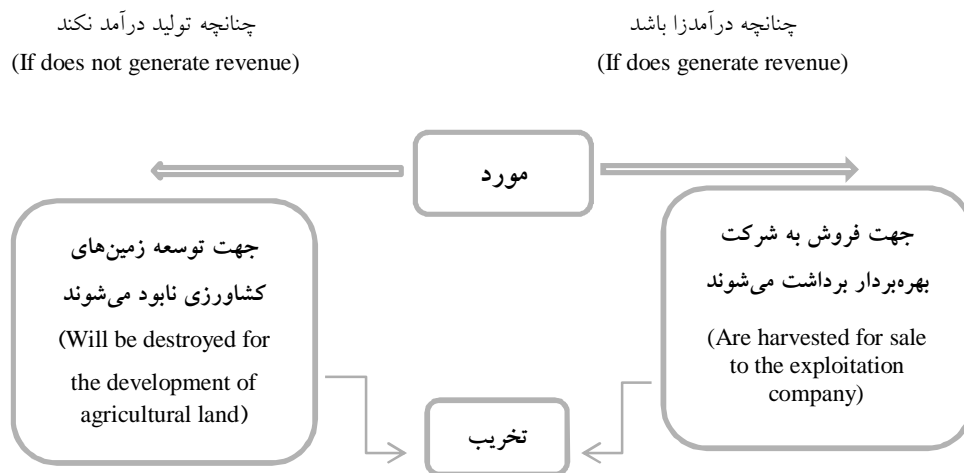 چنانچه درآمدزا باشد
(If does generate revenue)
چنانچه تولید درآمد نکند
(If does not generate revenue)
مورد
جهت فروش به شرکت
بهره‌بردار برداشت می‌شوند
(Are harvested for sale
to the exploitation
company)
جهت توسعه زمین‌های
کشاورزی نابود می‌شوند
(Will be destroyed for
the development of
agricultural land)
تخریب